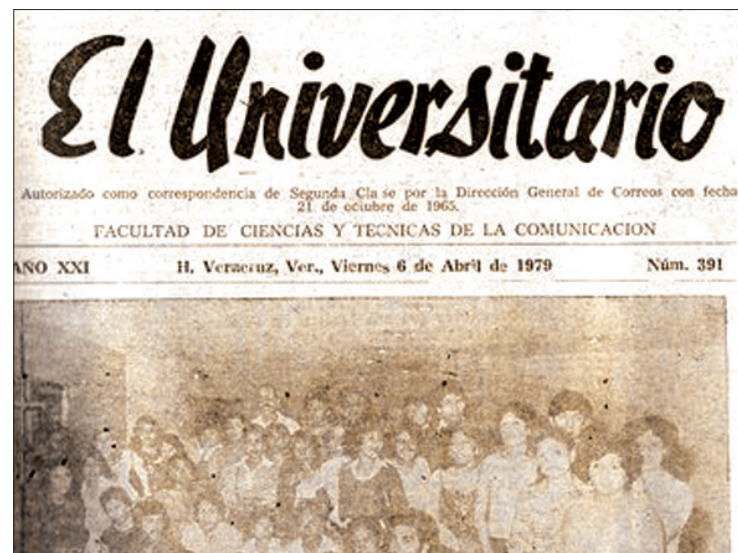 El Universitario
Autorizado como correspondencia de Segunda Clase por la Dirección General de Correos con fecha
21 de octubre de 1965.
FACULTAD DE CIENCIAS Y TECNICAS DE LA COMUNICACION
AÑO XXI H. Veracruz, Ver., Viernes 6 de Abril de 1979 Núm. 391